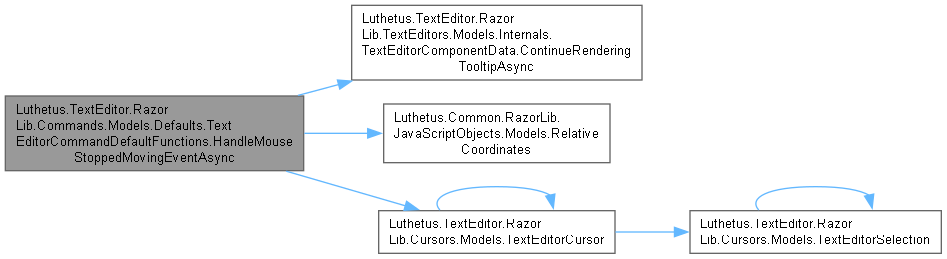 Luthetus.TextEditor.Razor
Lib.TextEditors.Models.Internals.
TextEditorComponentData.ContinueRendering
TooltipAsync
Luthetus.TextEditor.Razor
Lib.Commands.Models.Defaults.Text
EditorCommandDefaultFunctions.HandleMouse
StoppedMovingEventAsync
Luthetus.Common.RazorLib.
JavaScriptObjects.Models.Relative
Coordinates
Luthetus.TextEditor.Razor
Lib.Cursors.Models.TextEditorCursor
Luthetus.TextEditor.Razor
Lib.Cursors.Models.TextEditorSelection